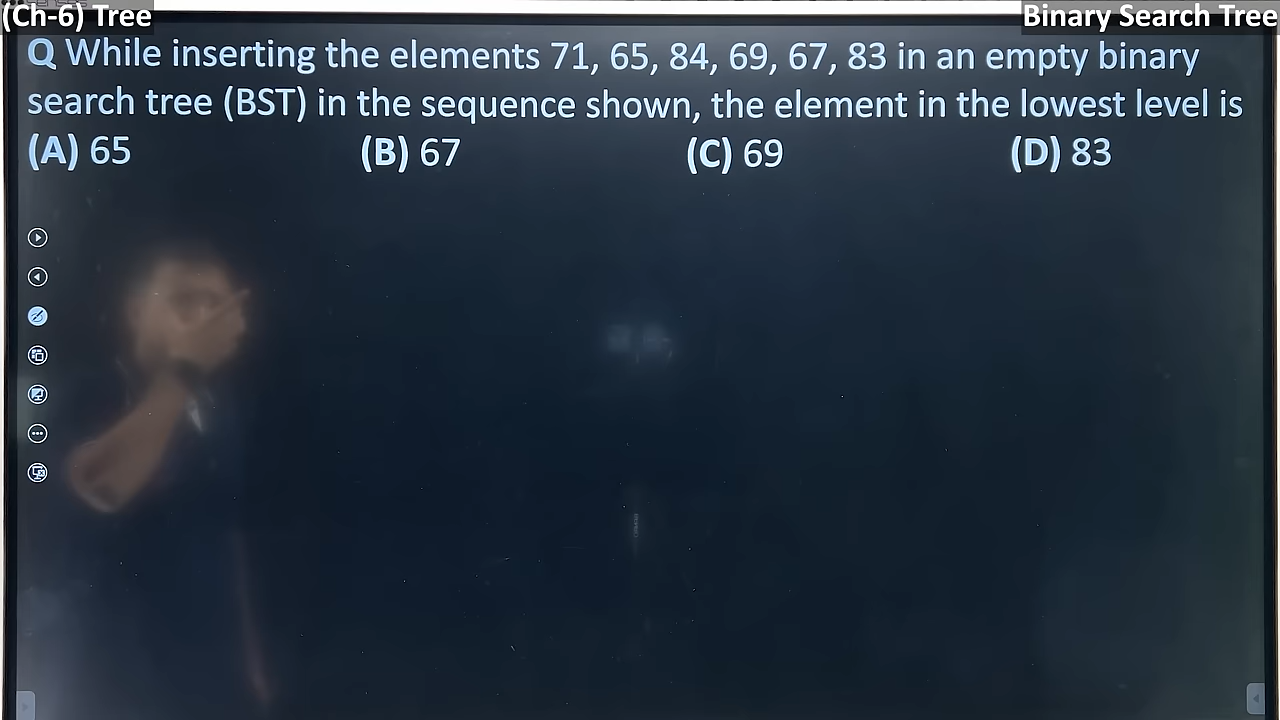 (Ch-6) Tree
Binary Search Tree
Q While inserting the elements 71, 65, 84, 69, 67, 83 in an empty binary
search tree (BST) in the sequence shown, the element in the lowest level is
(A) 65 (B) 67 (C) 69 (D) 83